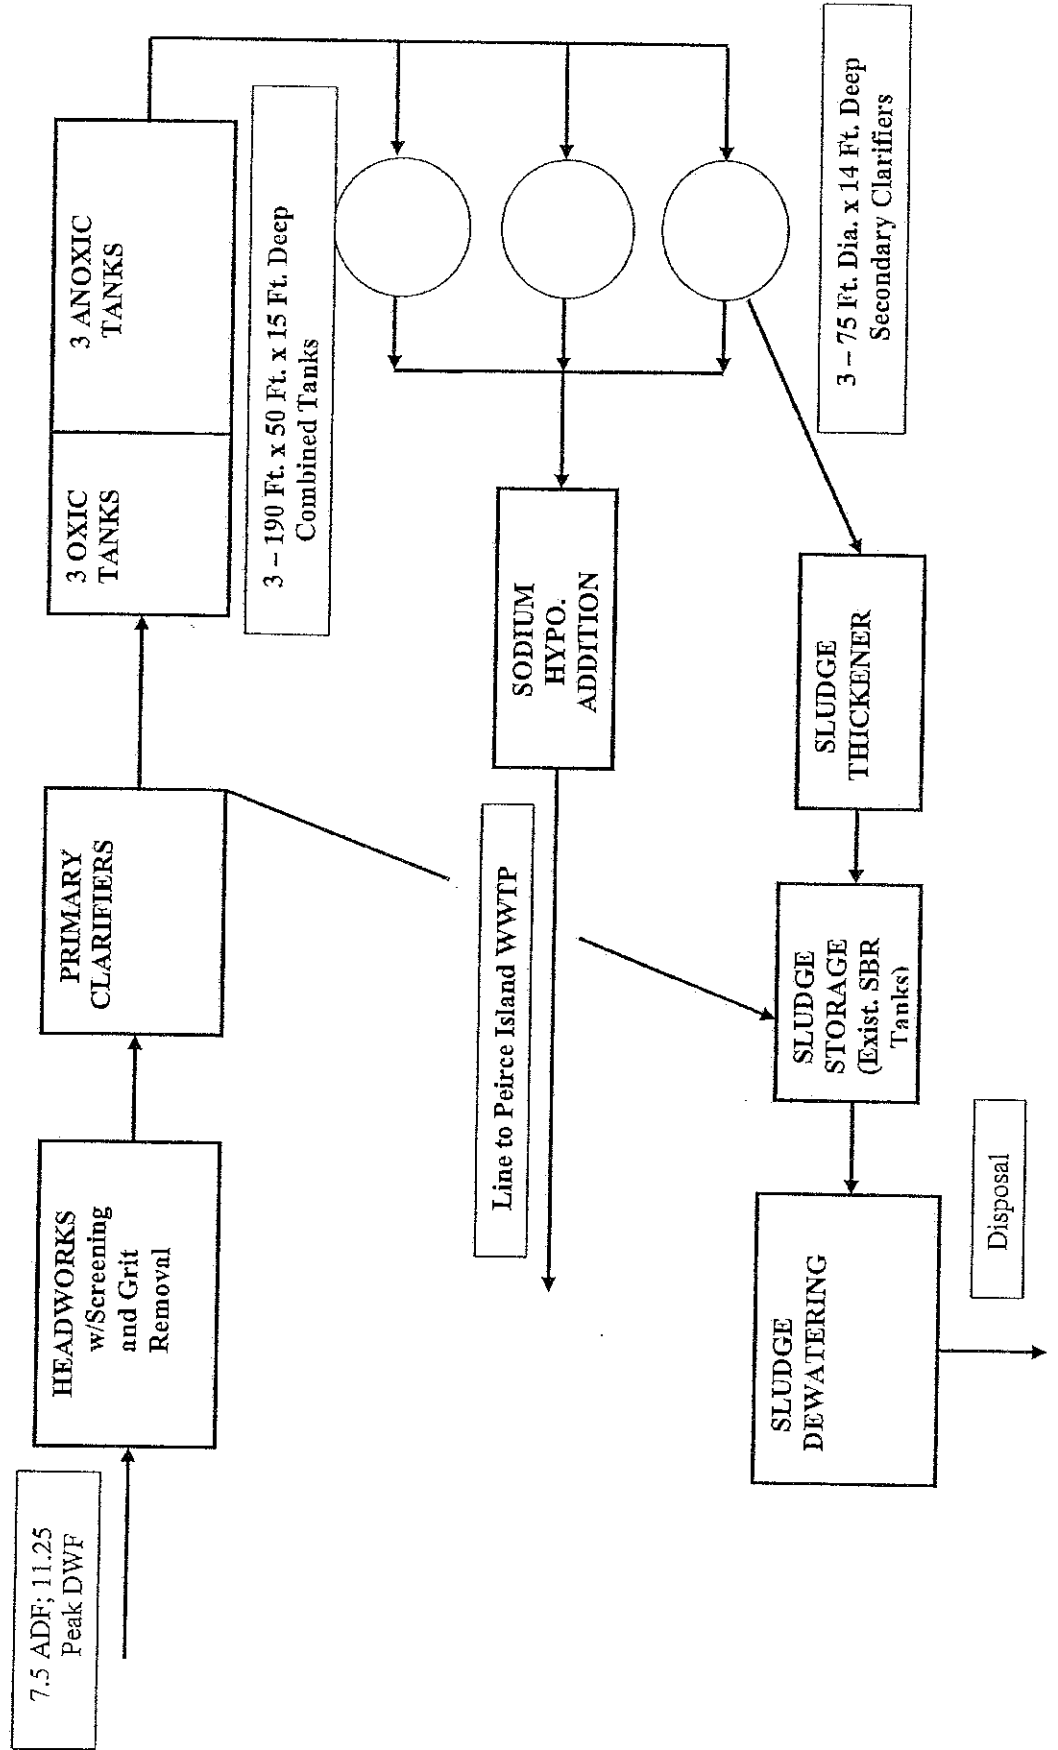 7.5 ADF; 11.25
Peak DWF
HEADWORKS
w/Screening
and Grit
Removal
PRIMARY
CLARIFIERS
3 OXIC
TANKS
3 ANOXIC
TANKS
3 – 190 Ft. x 50 Ft. x 15 Ft. Deep
Combined Tanks
Line to Peirce Island WWTP
SODIUM
HYPO.
ADDITION
SLUDGE
DEWATERING
SLUDGE
STORAGE
(Exist. SBR
Tanks)
SLUDGE
THICKENER
3 – 75 Ft. Dia. x 14 Ft. Deep
Secondary Clarifiers
Disposal